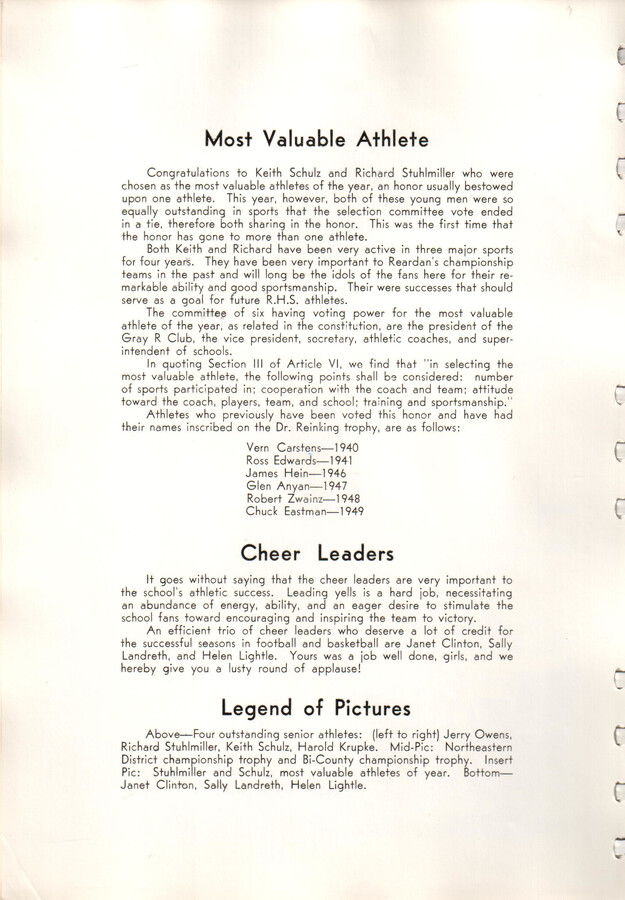 Most Valuable Athlete
Congratulations to Keith Schulz and Richard Stuhlmiller who were
chosen as the most valuable athletes of the year, an honor usually bestowed
upon one athlete. This year, however, both of these young men were so
equally outstanding in sports that the selection committee vote ended
in a tie, therefore both sharing in the honor. This was the first time that
the honor has gone to more than one athlete.
Both Keith and Richard have been very active in three major sports
for four years. They have been very important to Reardan's championship
teams in the past and will long be the idols of the fans here for their re-
markable ability and good sportsmanship. Their were successes that should
serve as a goal for future R.H.S. athletes.
The committee of six having voting power for the most valuable
athlete of the year, as related in the constitution, are the president of the
Gray R Club, the vice president, secretary, athletic coaches, and super-
intendent of schools.
In quoting Section III of Article VI, we find that "in selecting the
most valuable athlete, the following points shall be considered: number
of sports participated in; cooperation with the coach and team; attitude
toward the coach, players, team, and school; training and sportsmanship."
Athletes who previously have been voted this honor and have had
their names inscribed on the Dr. Reinking trophy, are as follows:
Vern Carstens—1940
Ross Edwards—1941
James Hein—1946
Glen Anyan—1947
Robert Zwainz—1948
Chuck Eastman—1949
Cheer Leaders
It goes without saying that the cheer leaders are very important to
the school's athletic success. Leading yells is a hard job, necessitating
an abundance of energy, ability, and an eager desire to stimulate the
school fans toward encouraging and inspiring the team to victory.
An efficient trio of cheer leaders who deserve a lot of credit for
the successful seasons in football and basketball are Janet Clinton, Sally
Landreth, and Helen Lightle. Yours was a job well done, girls, and we
hereby give you a lusty round of applause!
Legend of Pictures
Above—Four outstanding senior athletes: (left to right) Jerry Owens,
Richard Stuhlmiller, Keith Schulz, Harold Krupke. Mid-Pic: Northeastern
District championship trophy and Bi-County championship trophy. Insert
Pic: Stuhlmiller and Schulz, most valuable athletes of year. Bottom—
Janet Clinton, Sally Landreth, Helen Lightle.